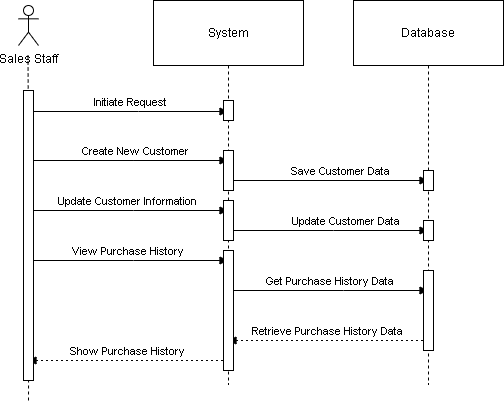 Sales Staff
System
Database
Initiate Request
Create New Customer
Save Customer Data
Update Customer Information
Update Customer Data
View Purchase History
Get Purchase History Data
Retrieve Purchase History Data
Show Purchase History